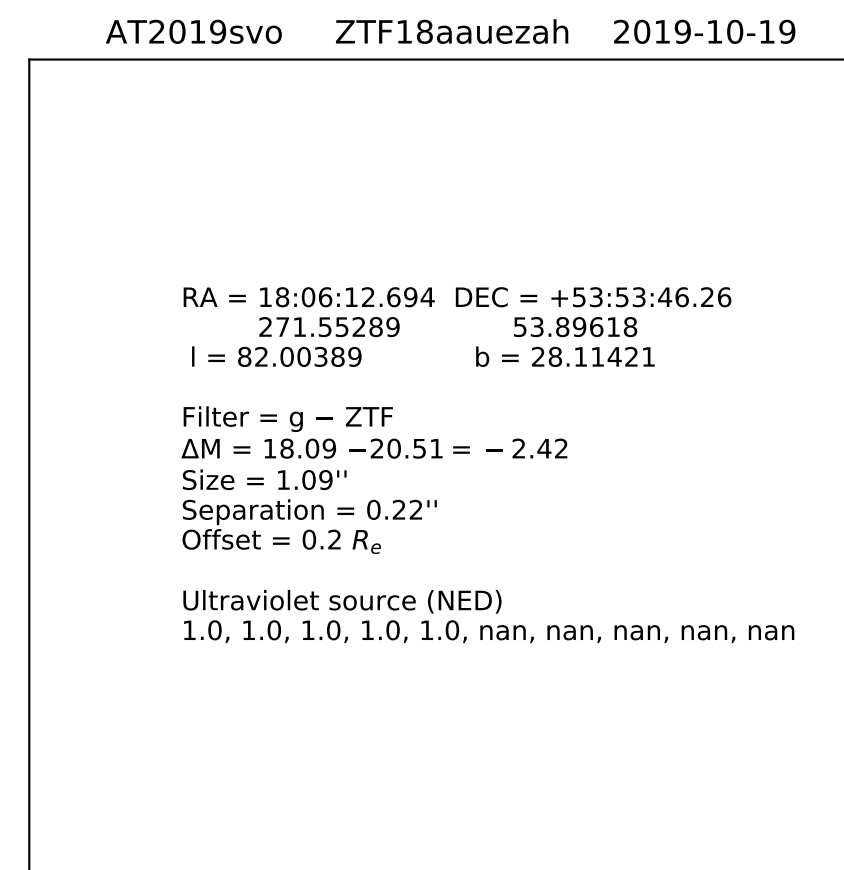 AT2019svo ZTF18aauezah 2019-10-19
RA = 18:06:12.694 DEC = +53:53:46.26
271.55289 53.89618
l = 82.00389 b = 28.11421
Filter = g − ZTF
ΔM = 18.09 −20.51 = − 2.42
Size = 1.09''
Separation = 0.22''
Offset = 0.2 Rₑ
Ultraviolet source (NED)
1.0, 1.0, 1.0, 1.0, 1.0, nan, nan, nan, nan, nan